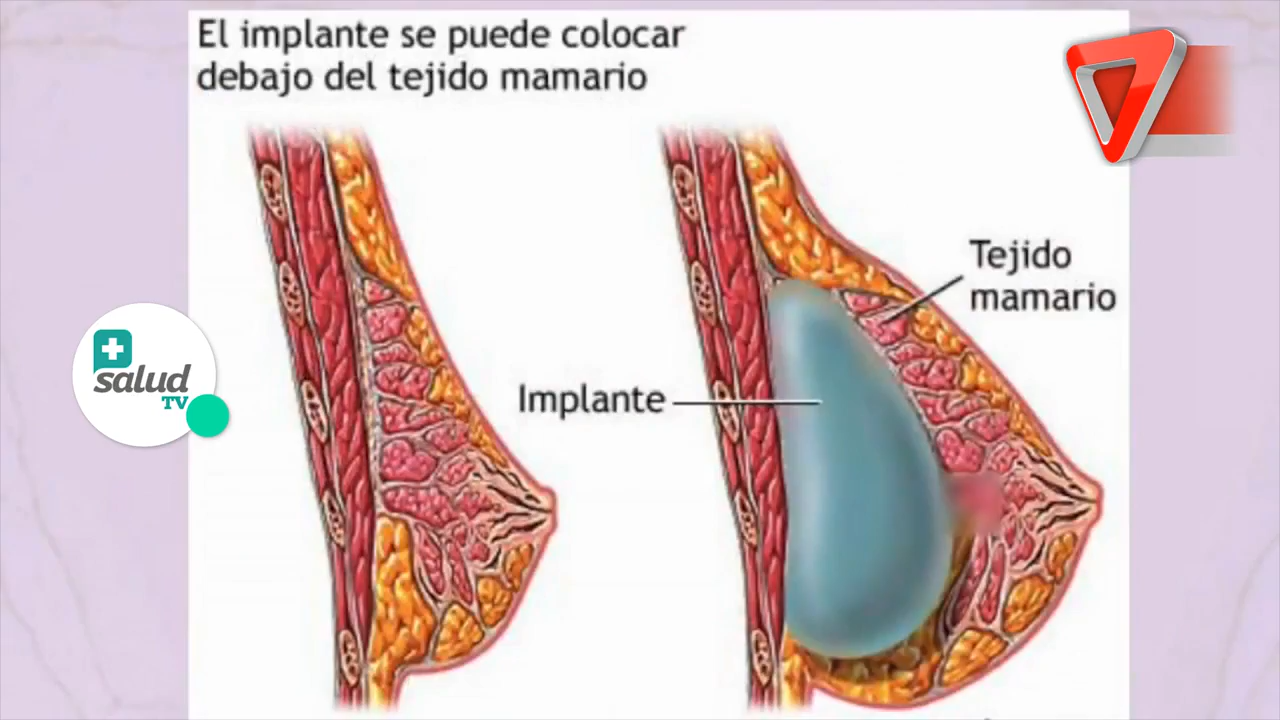 El implante se puede colocar
debajo del tejido mamario
Tejido
mamario
Implante
salud
TV